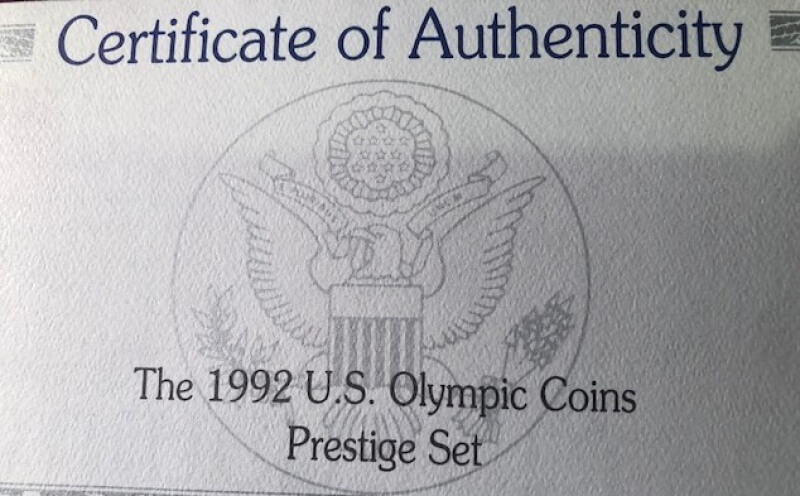 Certificate of Authenticity
The 1992 U.S. Olympic Coins
Prestige Set